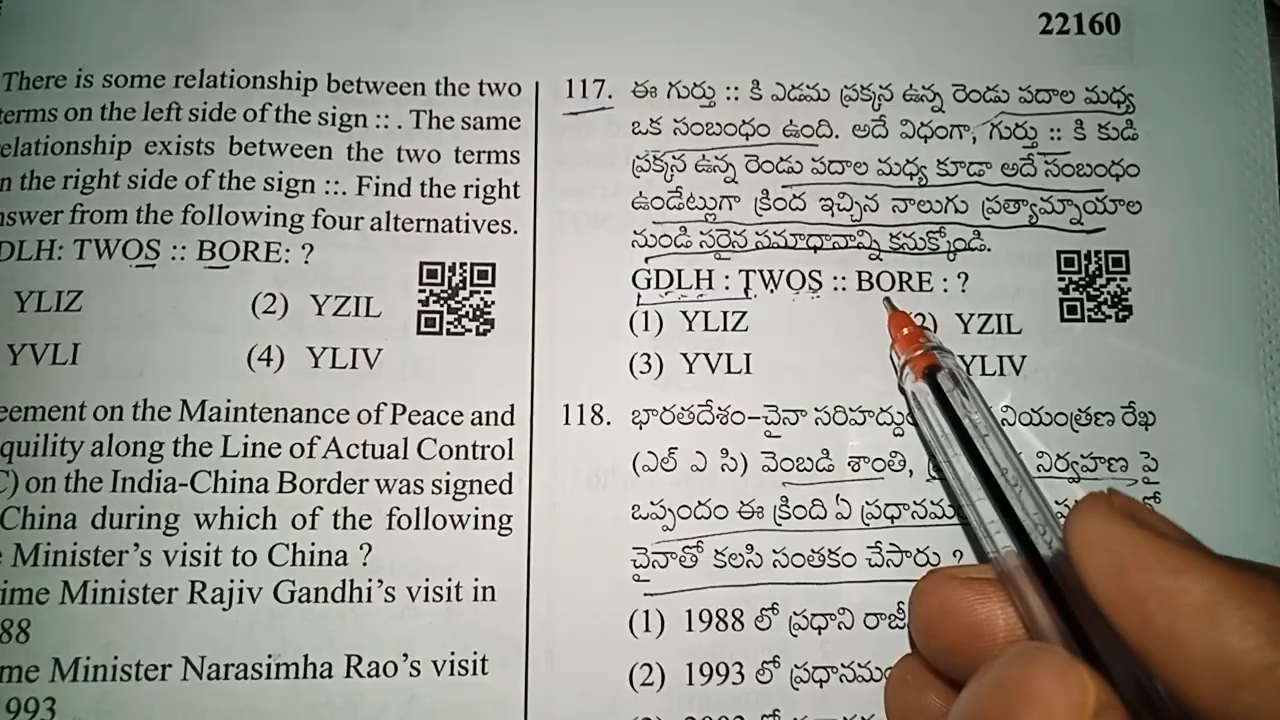 22160
There is some relationship between the two
terms on the left side of the sign :: . The same
elationship exists between the two terms
n the right side of the sign ::. Find the right
nswer from the following four alternatives.
DLH: TWOS :: BORE: ?
YLIZ (2) YZIL
YVLI (4) YLIV
eement on the Maintenance of Peace and
quility along the Line of Actual Control
C) on the India-China Border was signed
China during which of the following
Minister's visit to China ?
ime Minister Rajiv Gandhi's visit in
88
me Minister Narasimha Rao's visit
993
117. ఈ గుర్తు :: కి ఎడమ ప్రక్కన ఉన్న రెండు పదాల మధ్య
ఒక సంబంధం ఉంది. అదే విధంగా, గుర్తు :: కి కుడి
ప్రక్కన ఉన్న రెండు పదాల మధ్య కూడా అదే సంబంధం
ఉండేట్లుగా క్రింద ఇచ్చిన నాలుగు ప్రత్యామ్నాయాల
నుండి సరైన సమాధానాన్ని కనుక్కోండి.
GDLH : TWOS :: BORE : ?
(1) YLIZ (2) YZIL
(3) YVLI YLIV
118. భారతదేశం-చైనా సరిహద్దు నియంత్రణ రేఖ
(ఎల్ ఎ సి) వెంబడి శాంతి, నిర్వహణ పై
ఒప్పందం ఈ క్రింది ఏ
చైనాతో కలసి సంతకం చేసారు ?
(1) 1988 లో ప్రధాని
(2) 1993 లో